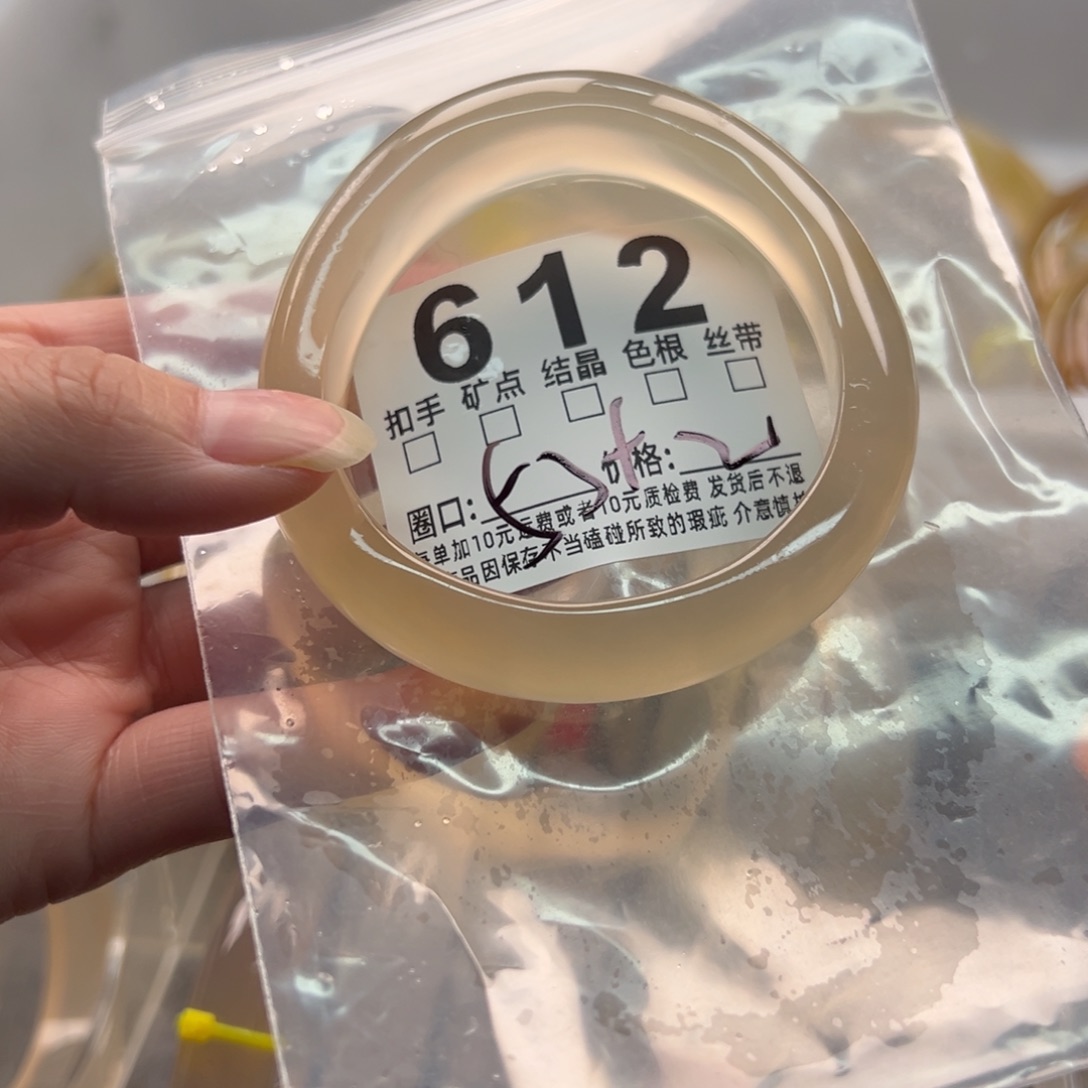 612
扣手 矿点 结晶 色根 丝带
圈口: 价格:
每单加10元运费或者10元质检费 发货后不退
品因保存不当磕碰所致的瑕疵 介意慎拍